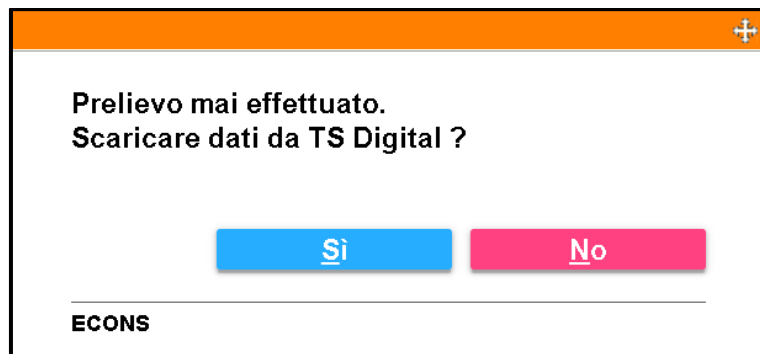 Prelievo mai effettuato.
Scaricare dati da TS Digital ?
Sì
No
ECONS